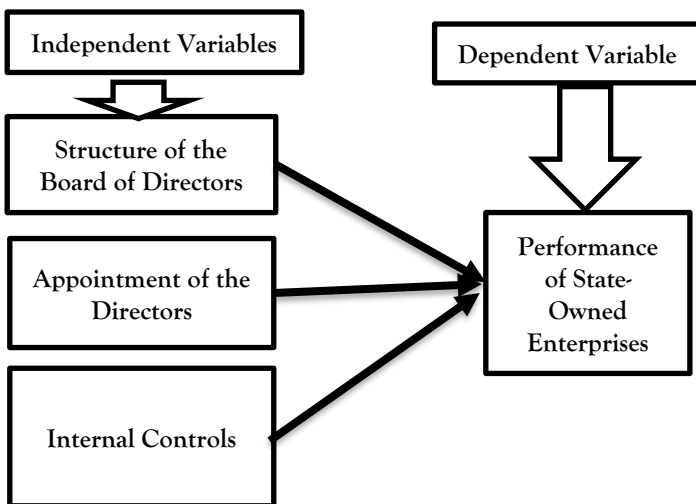 Independent Variables
Dependent Variable
Structure of the
Board of Directors
Appointment of the
Directors
Internal Controls
Performance
of State-
Owned
Enterprises